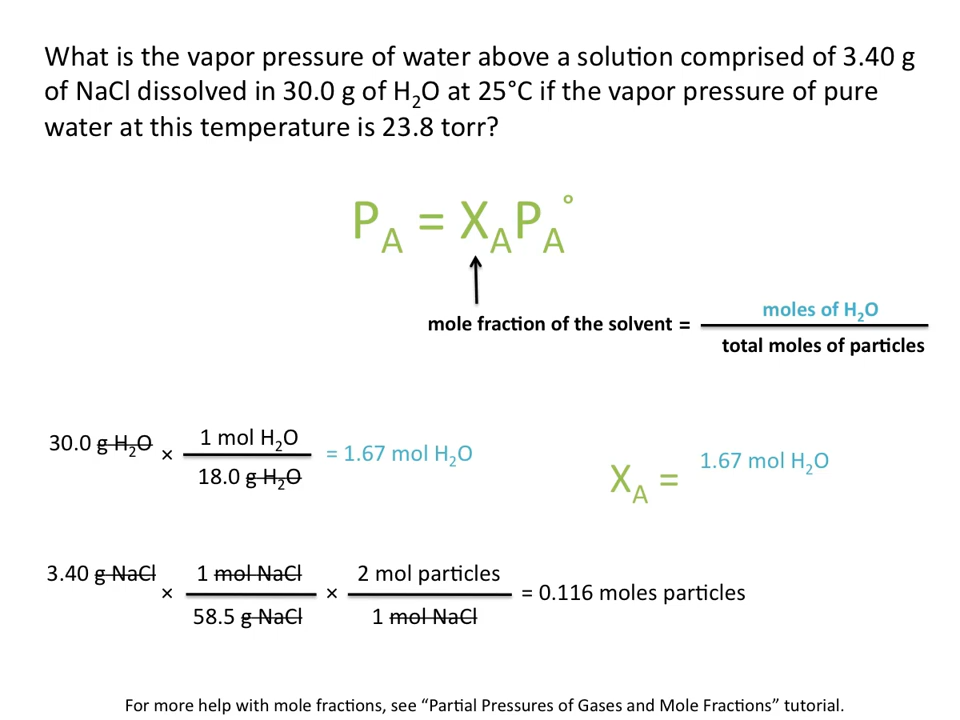 What is the vapor pressure of water above a solution comprised of 3.40 g
of NaCl dissolved in 30.0 g of H₂O at 25°C if the vapor pressure of pure
water at this temperature is 23.8 torr?
P_A = X_A P_A°
mole fraction of the solvent = moles of H₂O / total moles of particles
30.0 g H₂O × 1 mol H₂O / 18.0 g H₂O = 1.67 mol H₂O
X_A = 1.67 mol H₂O
3.40 g NaCl × 1 mol NaCl / 58.5 g NaCl × 2 mol particles / 1 mol NaCl = 0.116 moles particles
For more help with mole fractions, see “Partial Pressures of Gases and Mole Fractions” tutorial.